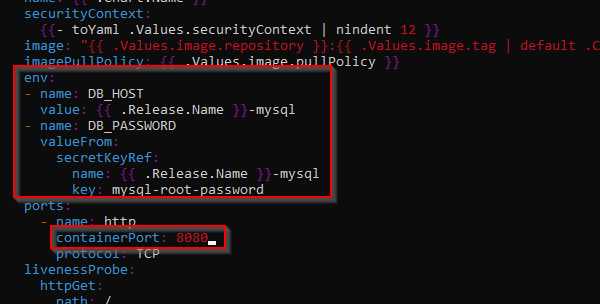 name: {{ .Chart.Name }}
securityContext:
{{- toYaml .Values.securityContext | nindent 12 }}
image: "{{ .Values.image.repository }}:{{ .Values.image.tag | default .C
imagePullPolicy: {{ .Values.image.pullPolicy }}
env:
- name: DB_HOST
value: {{ .Release.Name }}-mysql
- name: DB_PASSWORD
valueFrom:
secretKeyRef:
name: {{ .Release.Name }}-mysql
key: mysql-root-password
ports:
- name: http
containerPort: 8080
protocol: TCP
livenessProbe:
httpGet:
path: /